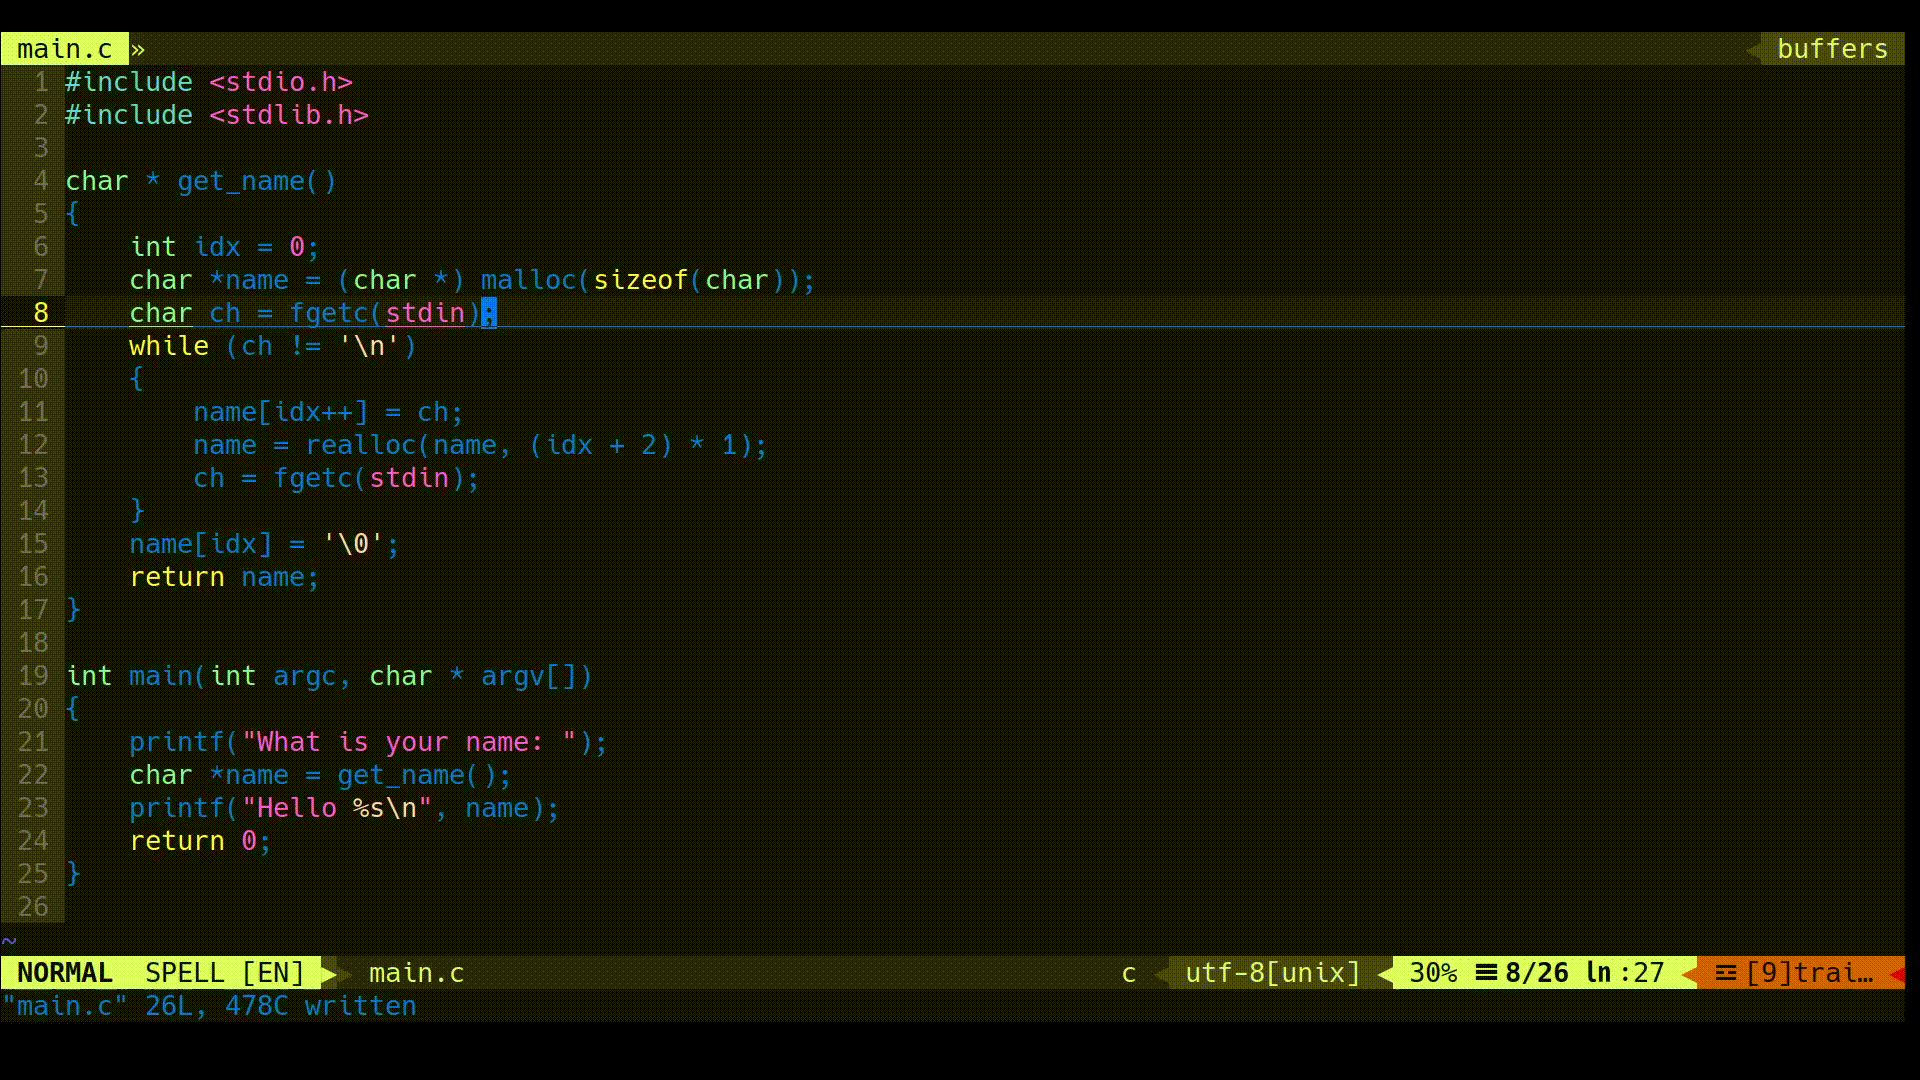 main.c » buffers
1 #include <stdio.h>
2 #include <stdlib.h>
3
4 char * get_name()
5 {
6     int idx = 0;
7     char *name = (char *) malloc(sizeof(char));
8     char ch = fgetc(stdin);
9     while (ch != '\n')
10     {
11         name[idx++] = ch;
12         name = realloc(name, (idx + 2) * 1);
13         ch = fgetc(stdin);
14     }
15     name[idx] = '\0';
16     return name;
17 }
18
19 int main(int argc, char * argv[])
20 {
21     printf("What is your name: ");
22     char *name = get_name();
23     printf("Hello %s\n", name);
24     return 0;
25 }
26
~
NORMAL SPELL [EN] main.c c utf-8[unix] 30% ☰ 8/26 ln :27 ☲ [9]trai…
"main.c" 26L, 478C written